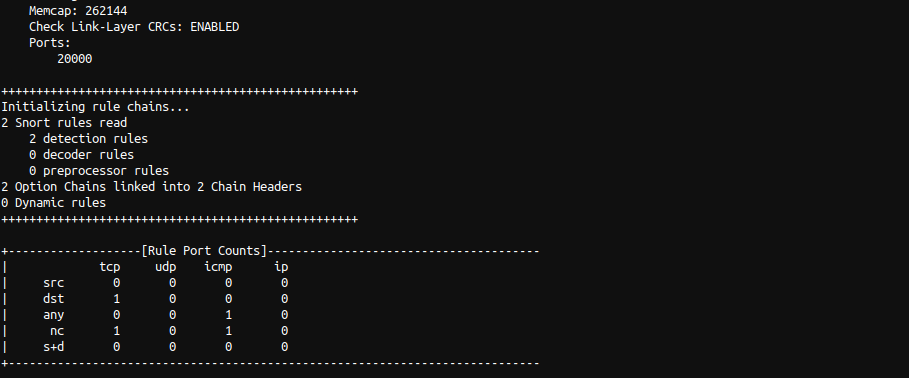 Memcap: 262144
Check Link-Layer CRCs: ENABLED
Ports:
20000
+++++++++++++++++++++++++++++++++++++++++++++++++++
Initializing rule chains...
2 Snort rules read
2 detection rules
0 decoder rules
0 preprocessor rules
2 Option Chains linked into 2 Chain Headers
0 Dynamic rules
+++++++++++++++++++++++++++++++++++++++++++++++++++
+-------------------[Rule Port Counts]---------------------------------------
| tcp udp icmp ip
| src 0 0 0 0
| dst 1 0 0 0
| any 0 0 1 0
| nc 1 0 1 0
| s+d 0 0 0 0
+----------------------------------------------------------------------------